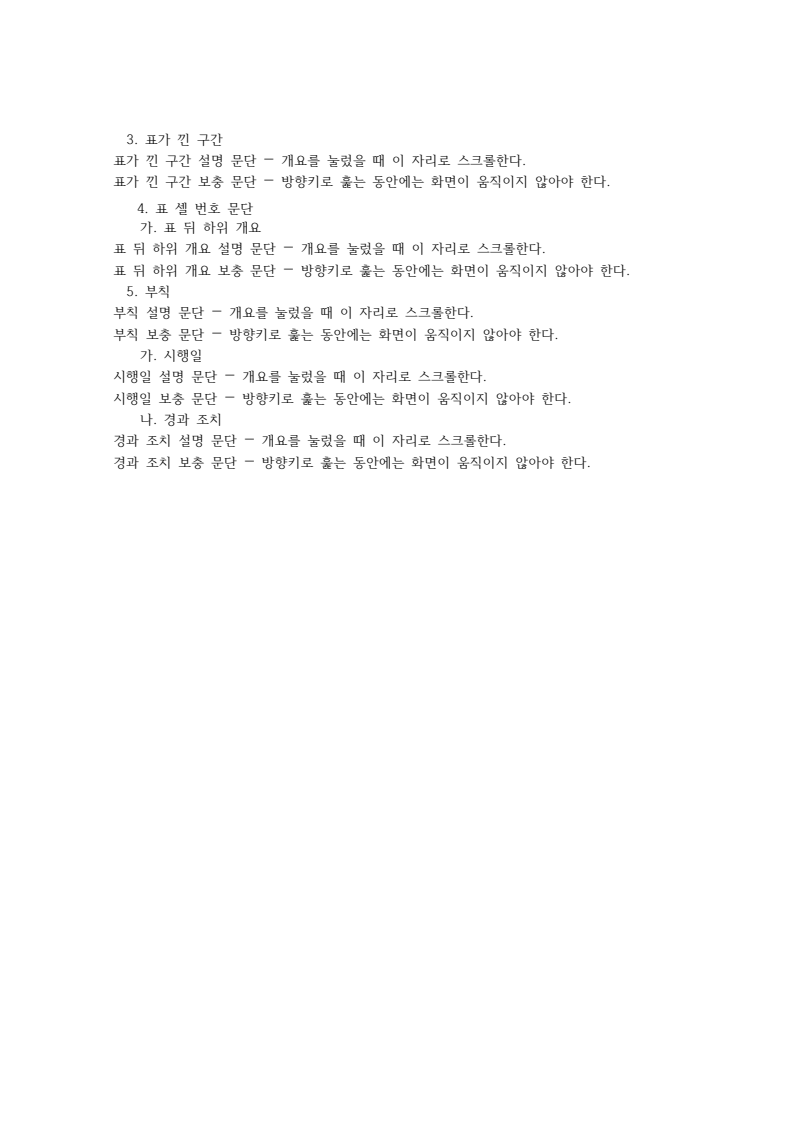 3. 표가 낀 구간
표가 낀 구간 설명 문단 — 개요를 눌렀을 때 이 자리로 스크롤한다.
표가 낀 구간 보충 문단 — 방향키로 훑는 동안에는 화면이 움직이지 않아야 한다.
4. 표 셀 번호 문단
가. 표 뒤 하위 개요
표 뒤 하위 개요 설명 문단 — 개요를 눌렀을 때 이 자리로 스크롤한다.
표 뒤 하위 개요 보충 문단 — 방향키로 훑는 동안에는 화면이 움직이지 않아야 한다.
5. 부칙
부칙 설명 문단 — 개요를 눌렀을 때 이 자리로 스크롤한다.
부칙 보충 문단 — 방향키로 훑는 동안에는 화면이 움직이지 않아야 한다.
가. 시행일
시행일 설명 문단 — 개요를 눌렀을 때 이 자리로 스크롤한다.
시행일 보충 문단 — 방향키로 훑는 동안에는 화면이 움직이지 않아야 한다.
나. 경과 조치
경과 조치 설명 문단 — 개요를 눌렀을 때 이 자리로 스크롤한다.
경과 조치 보충 문단 — 방향키로 훑는 동안에는 화면이 움직이지 않아야 한다.